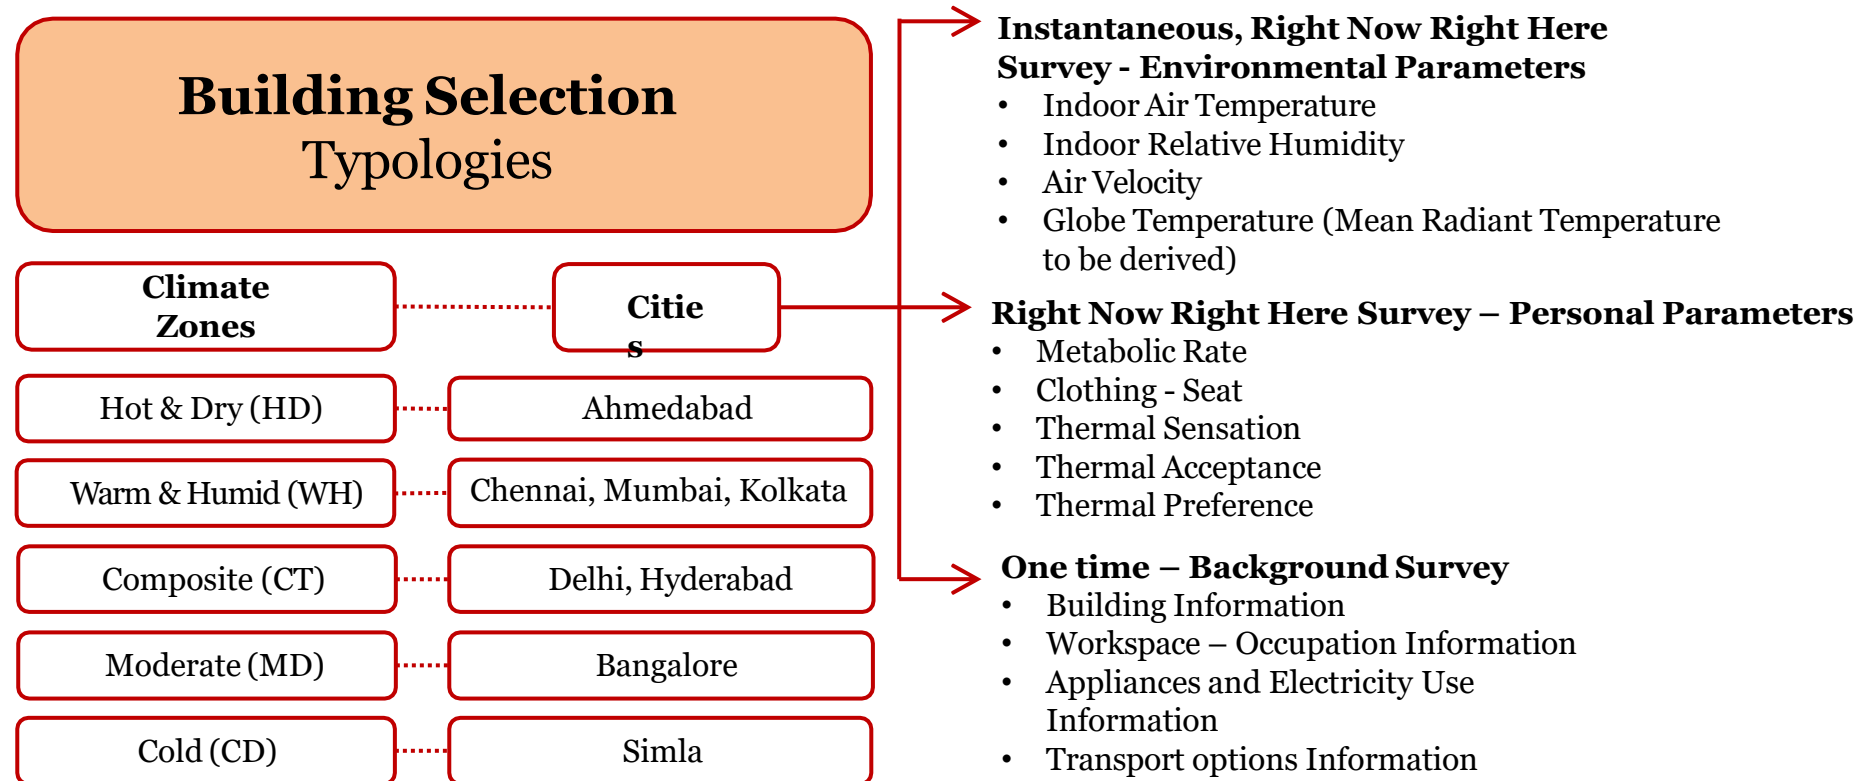 Building Selection
Typologies
Climate
Zones
Citie
s
Hot & Dry (HD)
Ahmedabad
Warm & Humid (WH)
Chennai, Mumbai, Kolkata
Composite (CT)
Delhi, Hyderabad
Moderate (MD)
Bangalore
Cold (CD)
Simla
Instantaneous, Right Now Right Here
Survey - Environmental Parameters
• Indoor Air Temperature
• Indoor Relative Humidity
• Air Velocity
• Globe Temperature (Mean Radiant Temperature
to be derived)
Right Now Right Here Survey – Personal Parameters
• Metabolic Rate
• Clothing - Seat
• Thermal Sensation
• Thermal Acceptance
• Thermal Preference
One time – Background Survey
• Building Information
• Workspace – Occupation Information
• Appliances and Electricity Use
Information
• Transport options Information